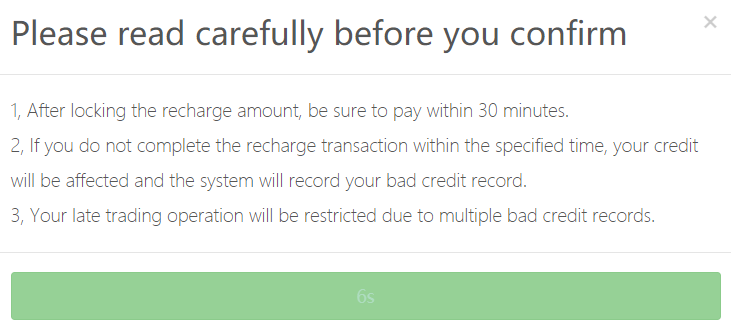 Please read carefully before you confirm
×
1, After locking the recharge amount, be sure to pay within 30 minutes.
2, If you do not complete the recharge transaction within the specified time, your credit
will be affected and the system will record your bad credit record.
3, Your late trading operation will be restricted due to multiple bad credit records.
6s